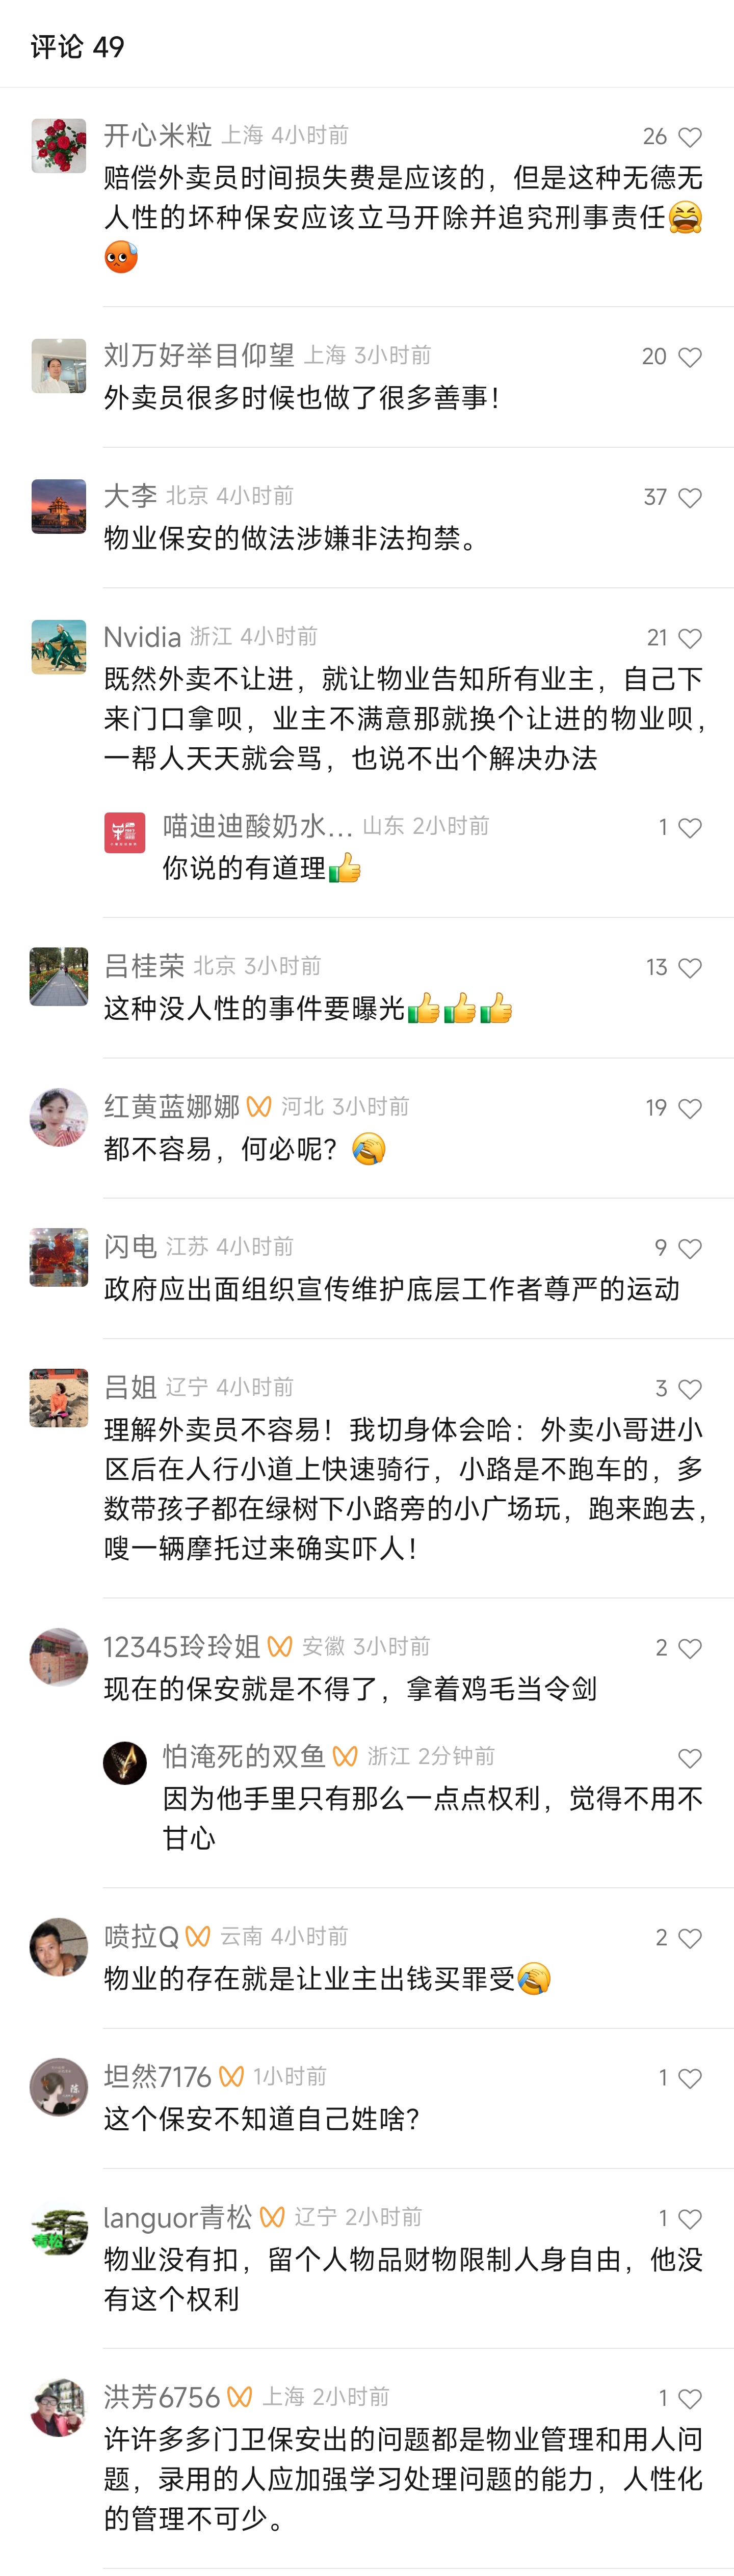 评论 49
开心米粒 上海 4小时前 26
赔偿外卖员时间损失费是应该的，但是这种无德无
人性的坏种保安应该立马开除并追究刑事责任
刘万好举目仰望 上海 3小时前 20
外卖员很多时候也做了很多善事！
大李 北京 4小时前 37
物业保安的做法涉嫌非法拘禁。
Nvidia 浙江 4小时前 21
既然外卖不让进，就让物业告知所有业主，自己下
来门口拿呗，业主不满意那就换个让进的物业呗，
一帮人天天就会骂，也说不出个解决办法
喵迪迪酸奶水... 山东 2小时前 1
你说的有道理
吕桂荣 北京 3小时前 13
这种没人性的事件要曝光
红黄蓝娜娜 河北 3小时前 19
都不容易，何必呢？
闪电 江苏 4小时前 9
政府应出面组织宣传维护底层工作者尊严的运动
吕姐 辽宁 4小时前 3
理解外卖员不容易！我切身体会哈：外卖小哥进小
区后在人行小道上快速骑行，小路是不跑车的，多
数带孩子都在绿树下小路旁的小广场玩，跑来跑去，
嗖一辆摩托过来确实吓人！
12345玲玲姐 安徽 3小时前 2
现在的保安就是不得了，拿着鸡毛当令剑
怕淹死的双鱼 浙江 2分钟前
因为他手里只有那么一点点权利，觉得不用不
甘心
喷拉Q 云南 4小时前 2
物业的存在就是让业主出钱买罪受
坦然7176 1小时前 1
这个保安不知道自己姓啥？
languor青松 辽宁 2小时前 1
青松
物业没有扣，留个人物品财物限制人身自由，他没
有这个权利
洪芳6756 上海 2小时前 1
许许多多门卫保安出的问题都是物业管理和用人问
题，录用的人应加强学习处理问题的能力，人性化
的管理不可少。